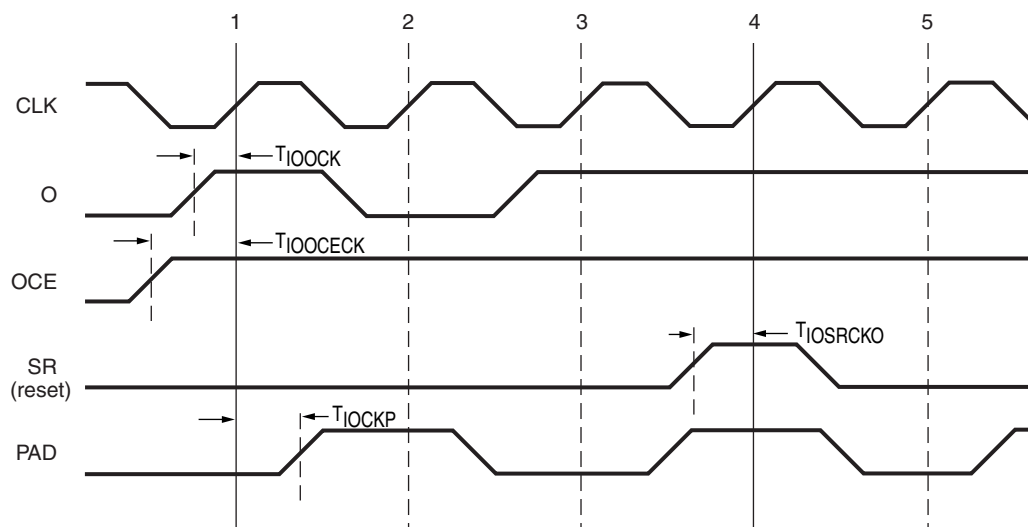 1 2 3 4 5
CLK
TIOOCK
O
TIOOCECK
OCE
TIOSRCKO
SR
(reset)
TIOCKP
PAD